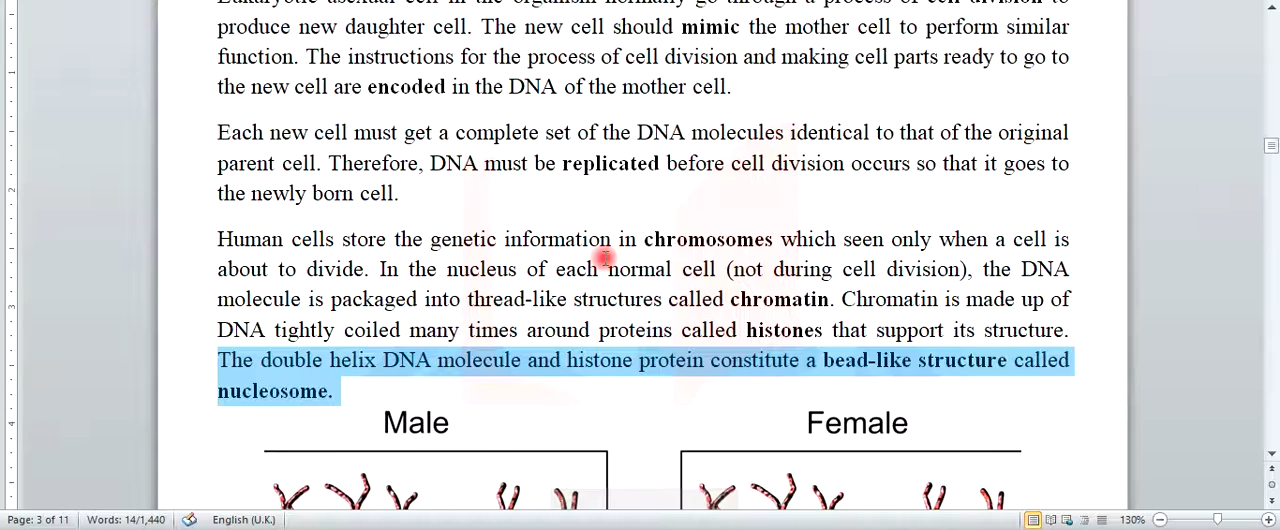 produce new daughter cell. The new cell should mimic the mother cell to perform similar
function. The instructions for the process of cell division and making cell parts ready to go to
the new cell are encoded in the DNA of the mother cell.
Each new cell must get a complete set of the DNA molecules identical to that of the original
parent cell. Therefore, DNA must be replicated before cell division occurs so that it goes to
the newly born cell.
Human cells store the genetic information in chromosomes which seen only when a cell is
about to divide. In the nucleus of each normal cell (not during cell division), the DNA
molecule is packaged into thread-like structures called chromatin. Chromatin is made up of
DNA tightly coiled many times around proteins called histones that support its structure.
The double helix DNA molecule and histone protein constitute a bead-like structure called
nucleosome.
Male Female
Page: 3 of 11 Words: 14/1,440 English (U.K.) 130%